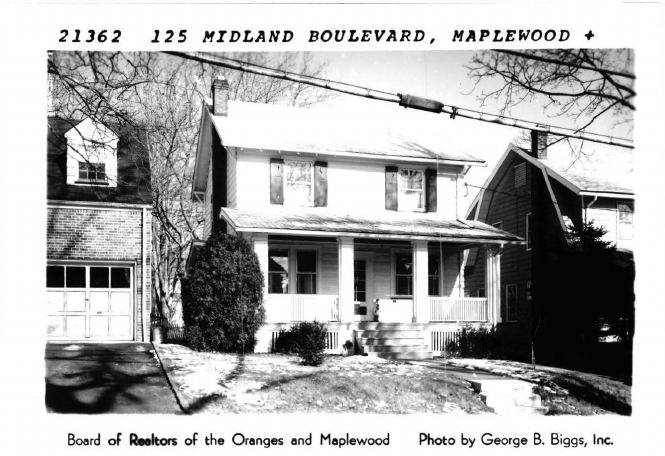 21362 125 MIDLAND BOULEVARD, MAPLEWOOD +
Board of Realtors of the Oranges and Maplewood Photo by George B. Biggs, Inc.